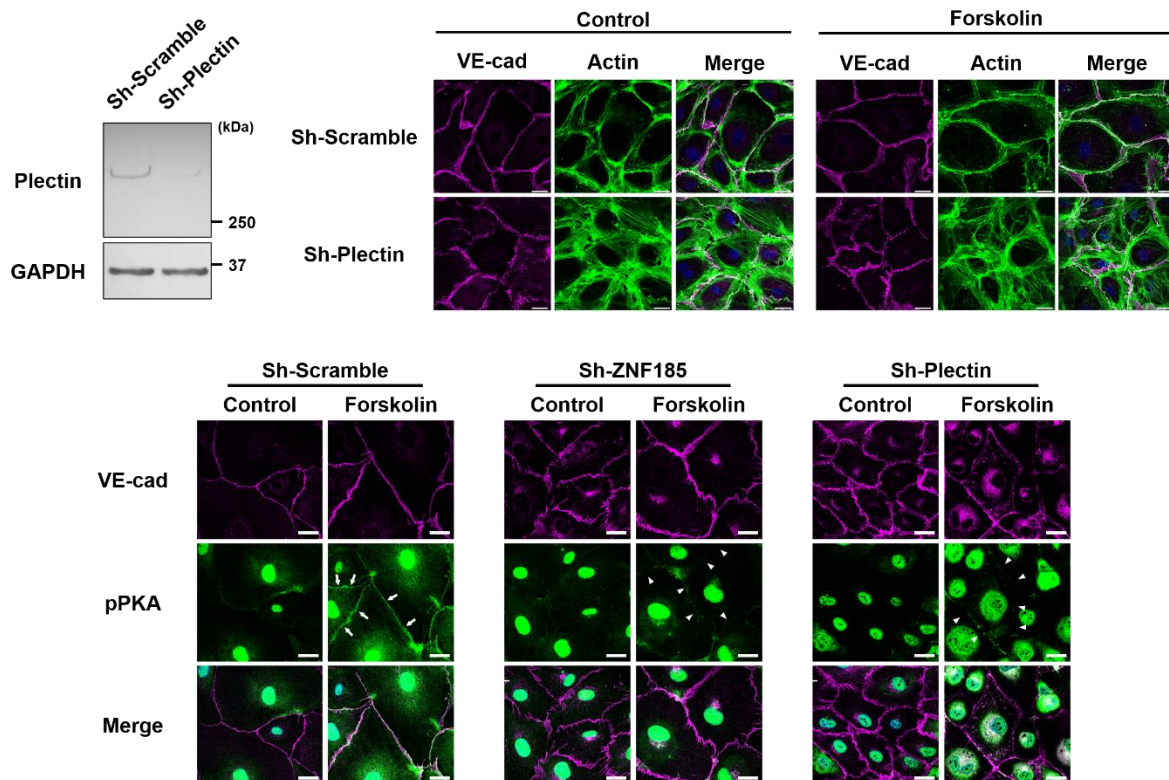 Sh-Scramble
Sh-Plectin
(kDa)
Plectin
250
GAPDH
37
Control
Forskolin
VE-cad Actin Merge
VE-cad Actin Merge
Sh-Scramble
Sh-Plectin
Sh-Scramble
Sh-ZNF185
Sh-Plectin
Control Forskolin
Control Forskolin
Control Forskolin
VE-cad
pPKA
Merge